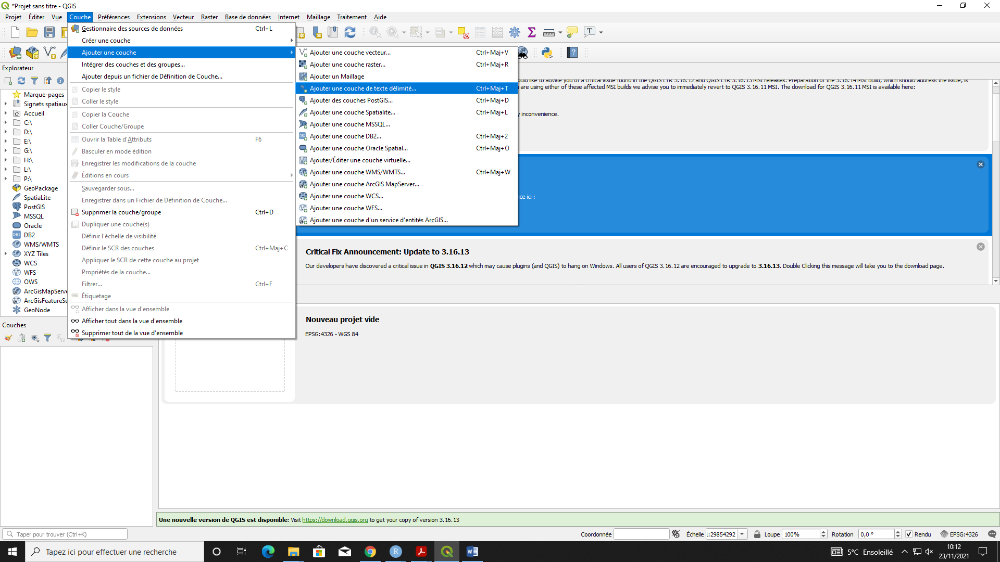 *Projet sans titre - QGIS
Projet Éditer Vue Couche Préférences Extensions Vecteur Raster Base de données Internet Maillage Traitement Aide
Gestionnaire des sources de données Ctrl+L
Créer une couche
Ajouter une couche
Intégrer des couches et des groupes...
Ajouter depuis un fichier de Définition de Couche...
Copier le style
Coller le style
Copier la Couche
Coller Couche/Groupe
Ouvrir la Table d'Attributs F6
Basculer en mode édition
Enregistrer les modifications de la couche
Éditions en cours
Sauvegarder sous...
Enregistrer dans un Fichier de Définition de Couche...
Supprimer la couche/groupe Ctrl+D
Dupliquer une couche(s)
Définir l'échelle de visibilité
Définir le SCR des couches Ctrl+Maj+C
Appliquer le SCR de cette couche au projet
Propriétés de la couche...
Filtrer... Ctrl+F
Étiquetage
Afficher dans la vue d'ensemble
Afficher tout dans la vue d'ensemble
Supprimer tout de la vue d'ensemble
Ajouter une couche vecteur... Ctrl+Maj+V
Ajouter une couche raster... Ctrl+Maj+R
Ajouter un Maillage
Ajouter une couche de texte délimité... Ctrl+Maj+T
Ajouter des couches PostGIS... Ctrl+Maj+D
Ajouter une couche Spatialite... Ctrl+Maj+L
Ajouter une couche MSSQL...
Ajouter une couche DB2... Ctrl+Maj+2
Ajouter une couche Oracle Spatial... Ctrl+Maj+O
Ajouter/Éditer une couche virtuelle...
Ajouter une couche WMS/WMTS... Ctrl+Maj+W
Ajouter une couche ArcGIS MapServer...
Ajouter une couche WCS...
Ajouter une couche WFS...
Ajouter une couche d'un service d'entités ArcGIS...
Explorateur
Marque-pages
Signets spatiaux
Accueil
C:\
D:\
E:\
G:\
H:\
L:\
P:\
GeoPackage
SpatiaLite
PostGIS
MSSQL
Oracle
DB2
WMS/WMTS
XYZ Tiles
WCS
WFS
OWS
ArcGisMapServe
ArcGisFeatureSe
GeoNode
Couches
like to advise you of a critical issue found in the QGIS LTR 3.16.12 and QGIS LTR 3.16.13 MSI releases. Preparation of the 3.16.14 MSI build, which should address the issue, is
are using either of these affected MSI builds we advise you to immediately revert to QGIS 3.16.11 MSI. The download for QGIS 3.16.11 MSI is available here:
y inconvenience.
nce ici :
Critical Fix Announcement: Update to 3.16.13
Our developers have discovered a critical issue in QGIS 3.16.12 which may cause plugins (and QGIS) to hang on Windows. All users of QGIS 3.16.12 are encouraged to upgrade to 3.16.13. Double Clicking this message will take you to the download page.
Nouveau projet vide
EPSG:4326 - WGS 84
Une nouvelle version de QGIS est disponible: Visit https://download.qgis.org to get your copy of version 3.16.13
Taper pour trouver (Ctrl+K)
Coordonnée Échelle 1:29854292 Loupe 100% Rotation 0,0 ° Rendu EPSG:4326
Tapez ici pour effectuer une recherche
5°C Ensoleillé
10:12
23/11/2021